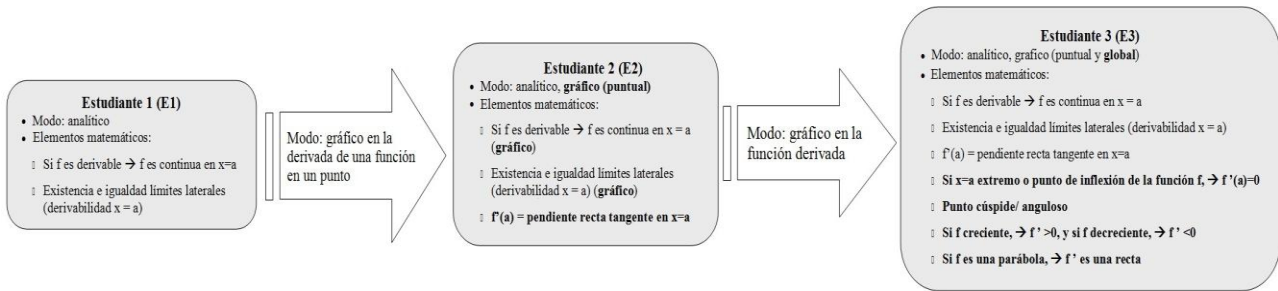 Estudiante 1 (E1)
• Modo: analítico
• Elementos matemáticos:
Si f es derivable → f es continua en x=a
Existencia e igualdad límites laterales
(derivabilidad x = a)
Modo: gráfico en la
derivada de una función
en un punto
Estudiante 2 (E2)
• Modo: analítico, gráfico (puntual)
• Elementos matemáticos:
Si f es derivable → f es continua en x = a
(gráfico)
Existencia e igualdad límites laterales
(derivabilidad x = a) (gráfico)
f’(a) = pendiente recta tangente en x=a
Modo: gráfico en la
función derivada
Estudiante 3 (E3)
• Modo: analítico, grafico (puntual y global)
• Elementos matemáticos:
Si f es derivable → f es continua en x = a
Existencia e igualdad límites laterales (derivabilidad x = a)
f’(a) = pendiente recta tangente en x=a
Si x=a extremo o punto de inflexión de la función f, → f ’(a)=0
Punto cúspide/ anguloso
Si f creciente, → f ’ >0, y si f decreciente, → f ’ <0
Si f es una parábola, → f ’ es una recta